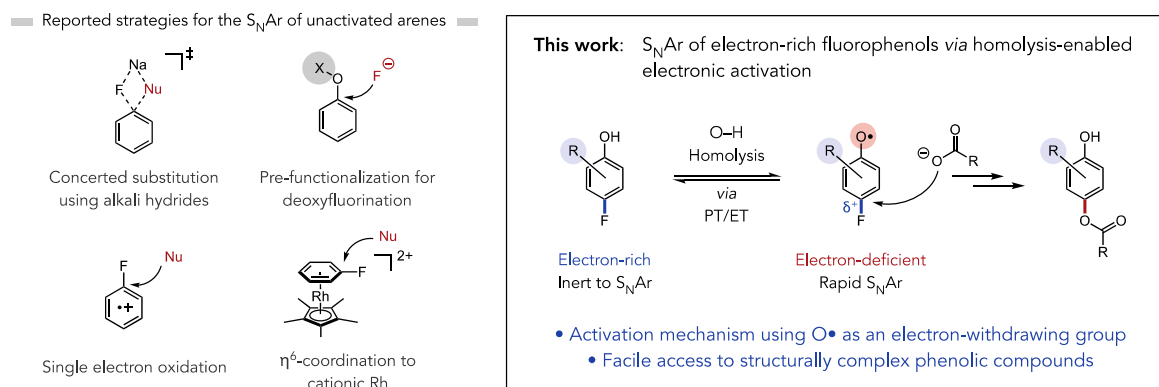 Reported strategies for the SNAr of unactivated arenes
Na
F
Nu
‡
Concerted substitution
using alkali hydrides
X
O
F
⊖
Pre-functionalization for
deoxyfluorination
F
Nu
•+
Single electron oxidation
Nu
F
Rh
2+
η6-coordination to
cationic Rh
This work: SNAr of electron-rich fluorophenols via homolysis-enabled
electronic activation
OH
R
F
Electron-rich
Inert to SNAr
O–H
Homolysis
via
PT/ET
O•
R
δ+
F
Electron-deficient
Rapid SNAr
⊖
O
O
R
OH
R
O
O
R
• Activation mechanism using O• as an electron-withdrawing group
• Facile access to structurally complex phenolic compounds